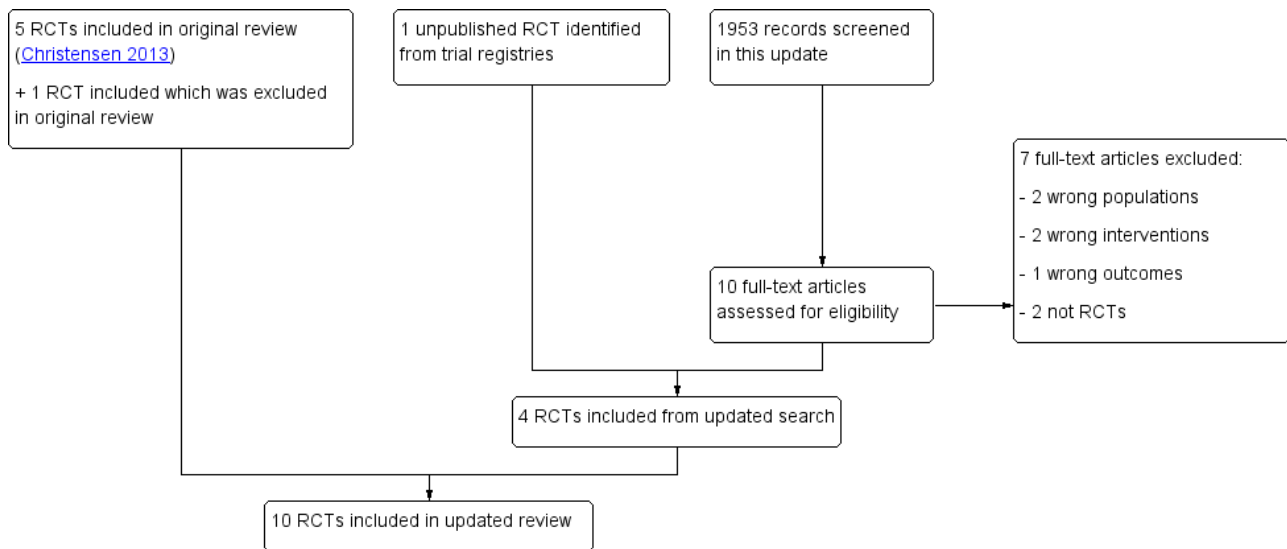 5 RCTs included in original review
(Christensen 2013)
+ 1 RCT included which was excluded
in original review
1 unpublished RCT identified
from trial registries
1953 records screened
in this update
7 full-text articles excluded:
- 2 wrong populations
- 2 wrong interventions
- 1 wrong outcomes
- 2 not RCTs
10 full-text articles
assessed for eligibility
4 RCTs included from updated search
10 RCTs included in updated review